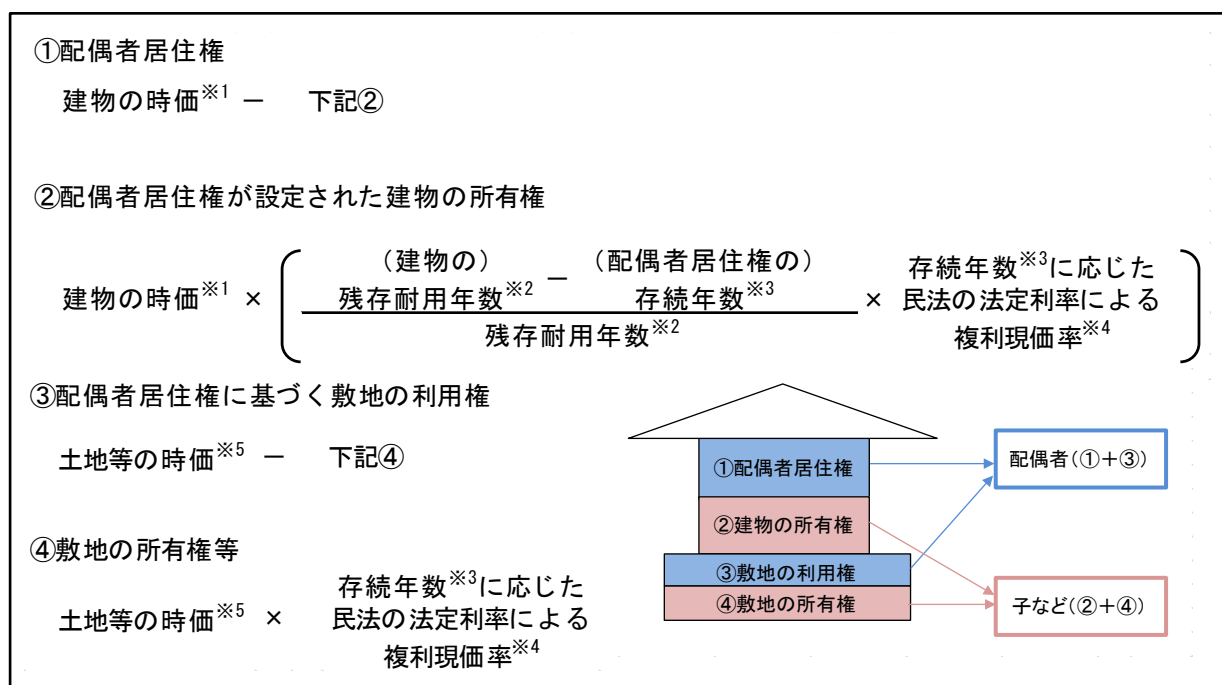 ①配偶者居住権
建物の時価※1 － 下記②
②配偶者居住権が設定された建物の所有権
建物の時価※1 ×
(建物の)
残存耐用年数※2
－
(配偶者居住権の)
存続年数※3
残存耐用年数※2
×
存続年数※3に応じた
民法の法定利率による
複利現価率※4
③配偶者居住権に基づく敷地の利用権
土地等の時価※5 － 下記④
④敷地の所有権等
土地等の時価※5 ×
存続年数※3に応じた
民法の法定利率による
複利現価率※4
①配偶者居住権
②建物の所有権
③敷地の利用権
④敷地の所有権
配偶者(①＋③)
子など(②＋④)